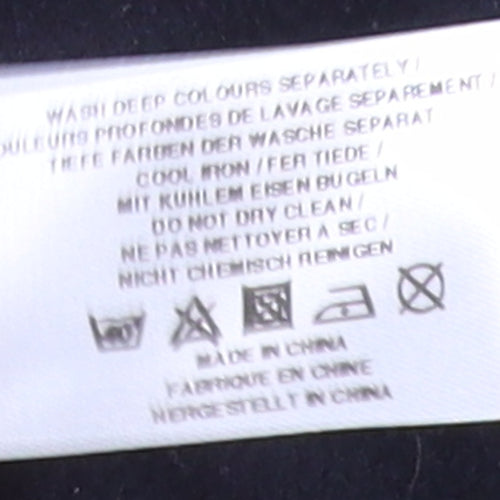 WASH DEEP COLOURS SEPARATELY /
OULEURS PROFONDES DE LAVAGE SEPAREMENT /
TIEFE FARBEN DER WASCHE SEPARAT
COOL IRON / FER TIEDE /
MIT KUHLEM EISEN BUGELN
DO NOT DRY CLEAN /
NE PAS NETTOYER A SEC /
NICHT CHEMISCH REINIGEN
40
MADE IN CHINA
FABRIQUE EN CHINE
HERGESTELLT IN CHINA